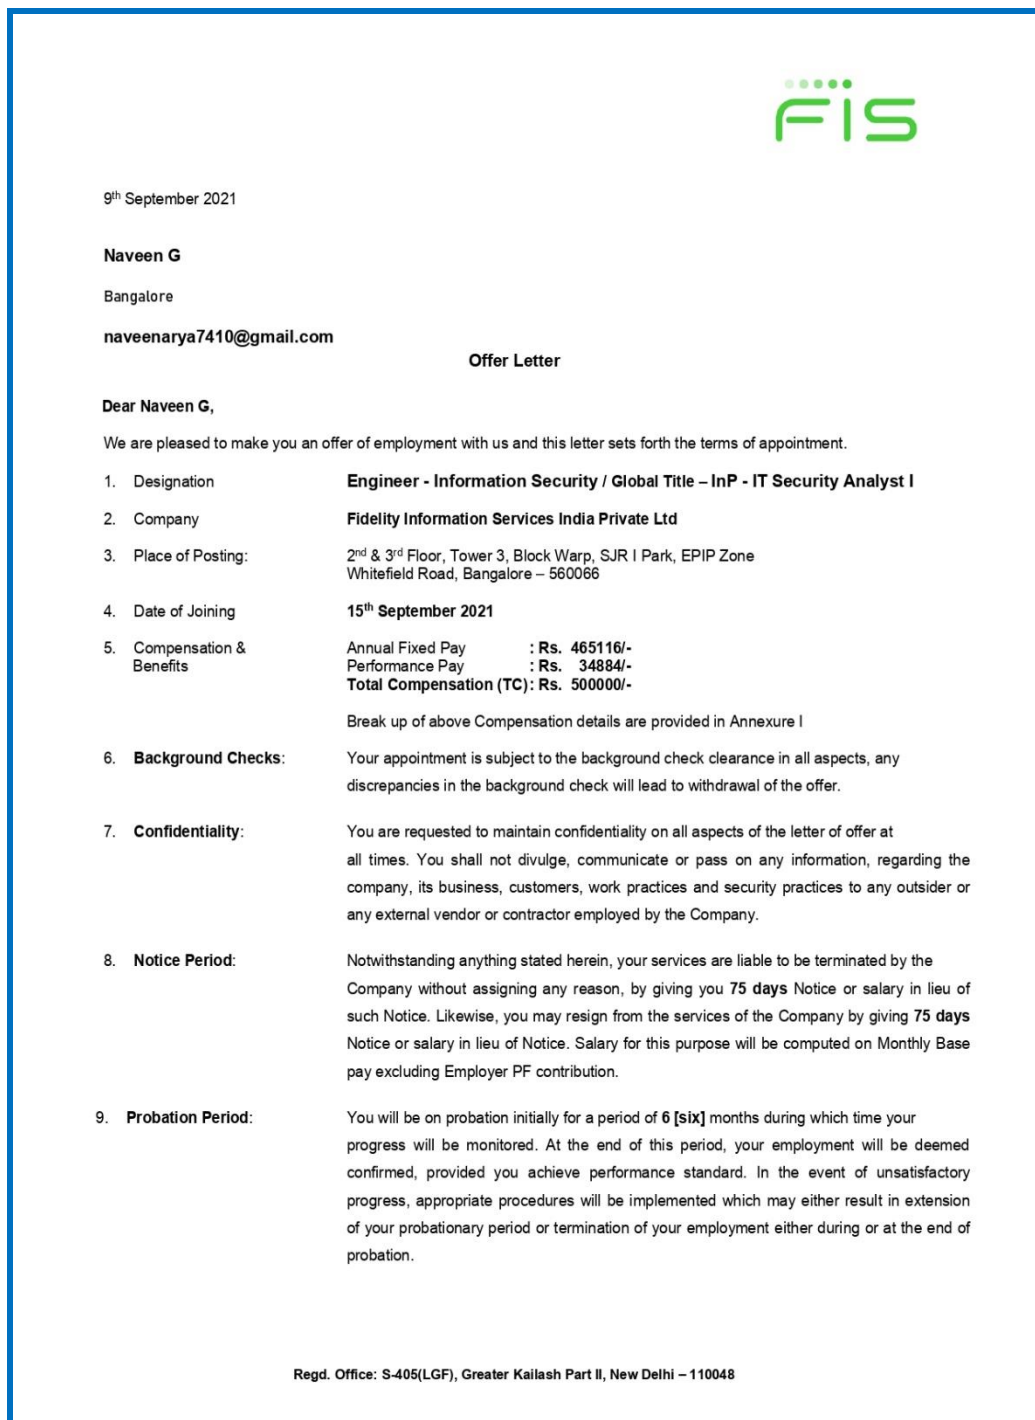 FIS
9th September 2021
Naveen G
Bangalore
naveenarya7410@gmail.com
Offer Letter
Dear Naveen G,
We are pleased to make you an offer of employment with us and this letter sets forth the terms of appointment.
1. Designation Engineer - Information Security / Global Title – InP - IT Security Analyst I
2. Company Fidelity Information Services India Private Ltd
3. Place of Posting: 2nd & 3rd Floor, Tower 3, Block Warp, SJR I Park, EPIP Zone
Whitefield Road, Bangalore – 560066
4. Date of Joining 15th September 2021
5. Compensation & Annual Fixed Pay : Rs. 465116/-
Benefits Performance Pay : Rs. 34884/-
Total Compensation (TC) : Rs. 500000/-
Break up of above Compensation details are provided in Annexure I
6. Background Checks: Your appointment is subject to the background check clearance in all aspects, any
discrepancies in the background check will lead to withdrawal of the offer.
7. Confidentiality: You are requested to maintain confidentiality on all aspects of the letter of offer at
all times. You shall not divulge, communicate or pass on any information, regarding the
company, its business, customers, work practices and security practices to any outsider or
any external vendor or contractor employed by the Company.
8. Notice Period: Notwithstanding anything stated herein, your services are liable to be terminated by the
Company without assigning any reason, by giving you 75 days Notice or salary in lieu of
such Notice. Likewise, you may resign from the services of the Company by giving 75 days
Notice or salary in lieu of Notice. Salary for this purpose will be computed on Monthly Base
pay excluding Employer PF contribution.
9. Probation Period: You will be on probation initially for a period of 6 [six] months during which time your
progress will be monitored. At the end of this period, your employment will be deemed
confirmed, provided you achieve performance standard. In the event of unsatisfactory
progress, appropriate procedures will be implemented which may either result in extension
of your probationary period or termination of your employment either during or at the end of
probation.
Regd. Office: S-405(LGF), Greater Kailash Part II, New Delhi – 110048